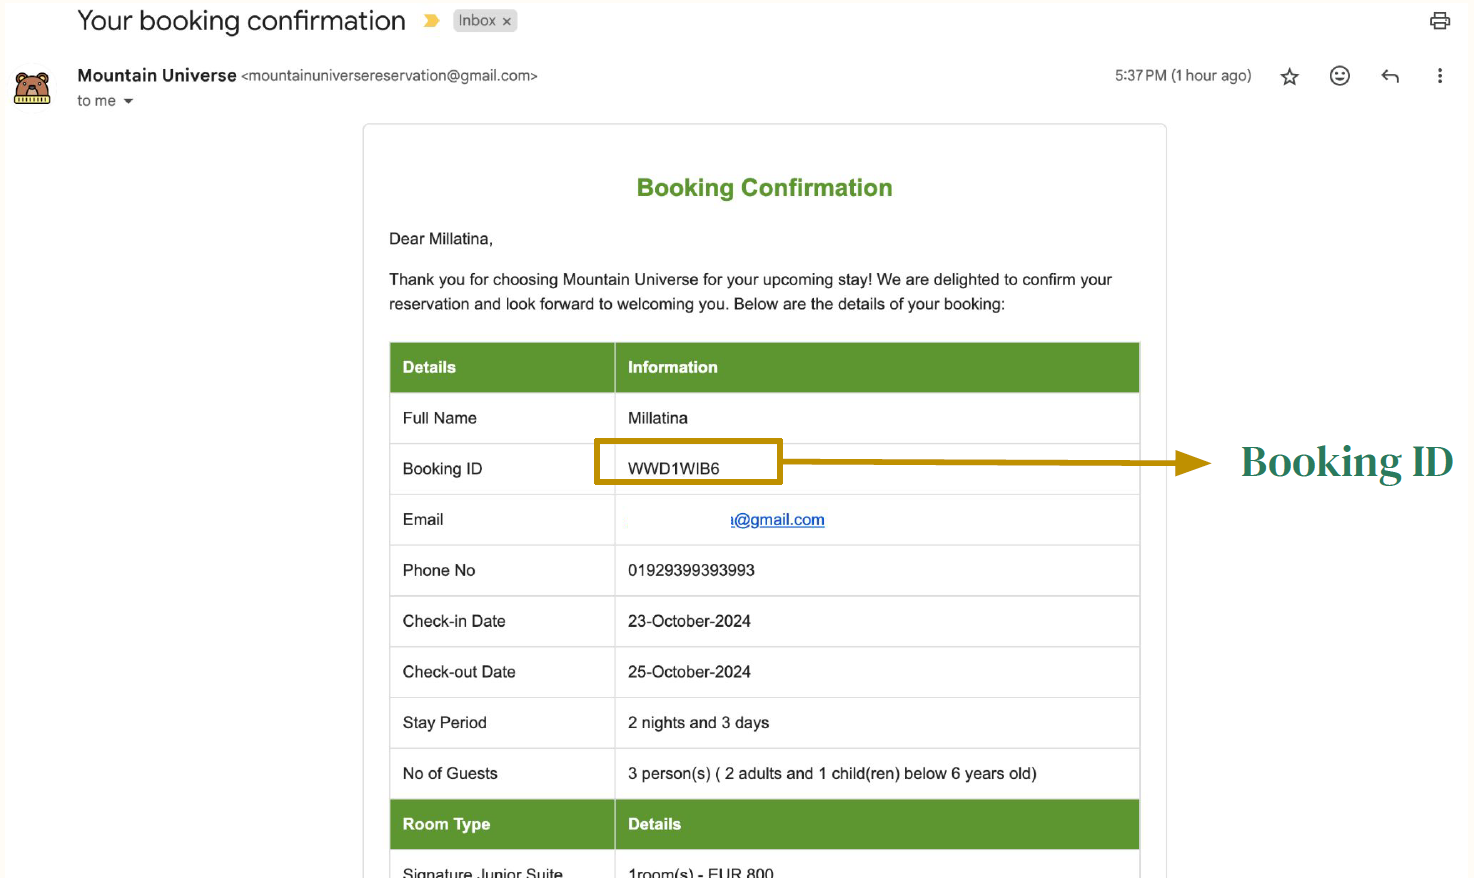 Your booking confirmation Inbox ×
Mountain Universe <mountainuniversereservation@gmail.com> 5:37 PM (1 hour ago)
to me
Booking Confirmation
Dear Millatina,
Thank you for choosing Mountain Universe for your upcoming stay! We are delighted to confirm your
reservation and look forward to welcoming you. Below are the details of your booking:
Details Information
Full Name Millatina
Booking ID WWD1WIB6 Booking ID
Email a@gmail.com
Phone No 01929399393993
Check-in Date 23-October-2024
Check-out Date 25-October-2024
Stay Period 2 nights and 3 days
No of Guests 3 person(s) ( 2 adults and 1 child(ren) below 6 years old)
Room Type Details
Signature Junior Suite 1room(s) - EUR 800